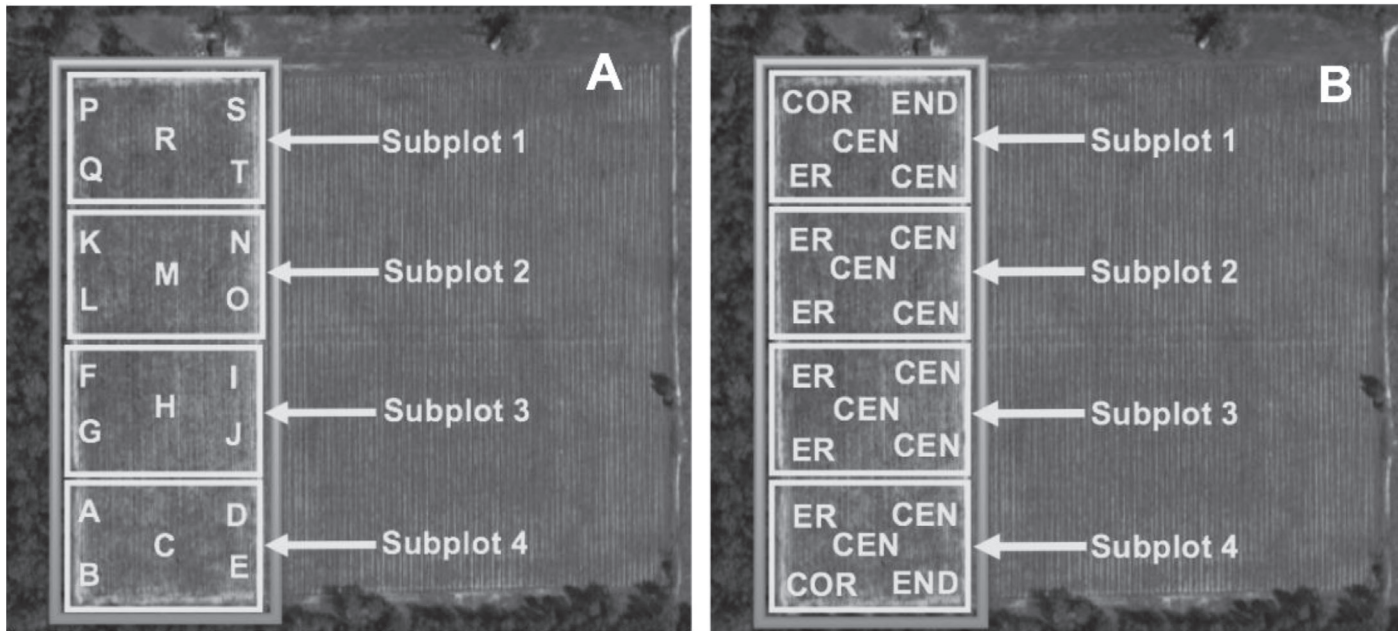 A
P S
R
Q T
Subplot 1
K N
M
L O
Subplot 2
F I
H
G J
Subplot 3
A D
C
B E
Subplot 4
B
COR END
CEN
ER CEN
Subplot 1
ER CEN
CEN
ER CEN
Subplot 2
ER CEN
CEN
ER CEN
Subplot 3
ER CEN
CEN
COR END
Subplot 4